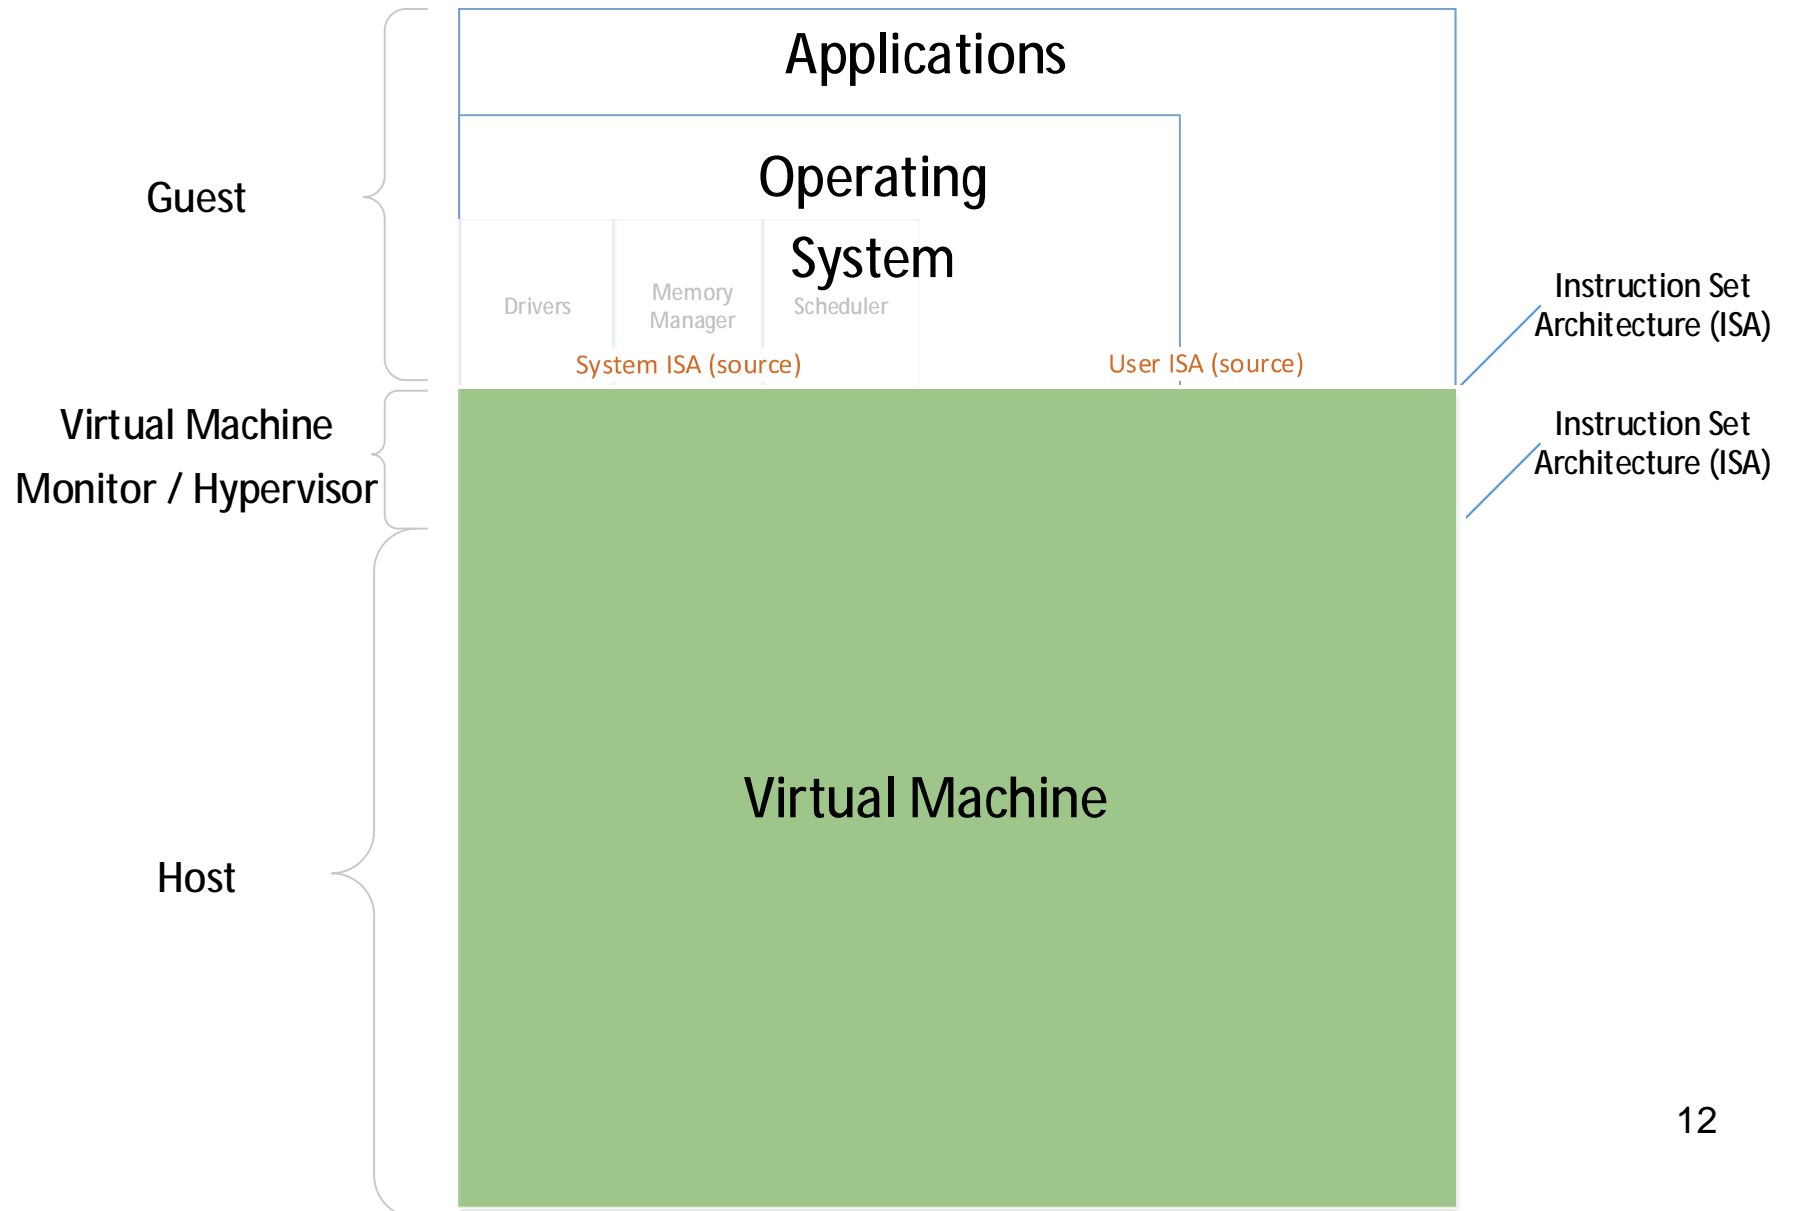 Applications
Guest
Operating
System
Drivers
Memory
Manager
Scheduler
System ISA (source)
User ISA (source)
Instruction Set
Architecture (ISA)
Virtual Machine
Monitor / Hypervisor
Instruction Set
Architecture (ISA)
Virtual Machine
Host
12